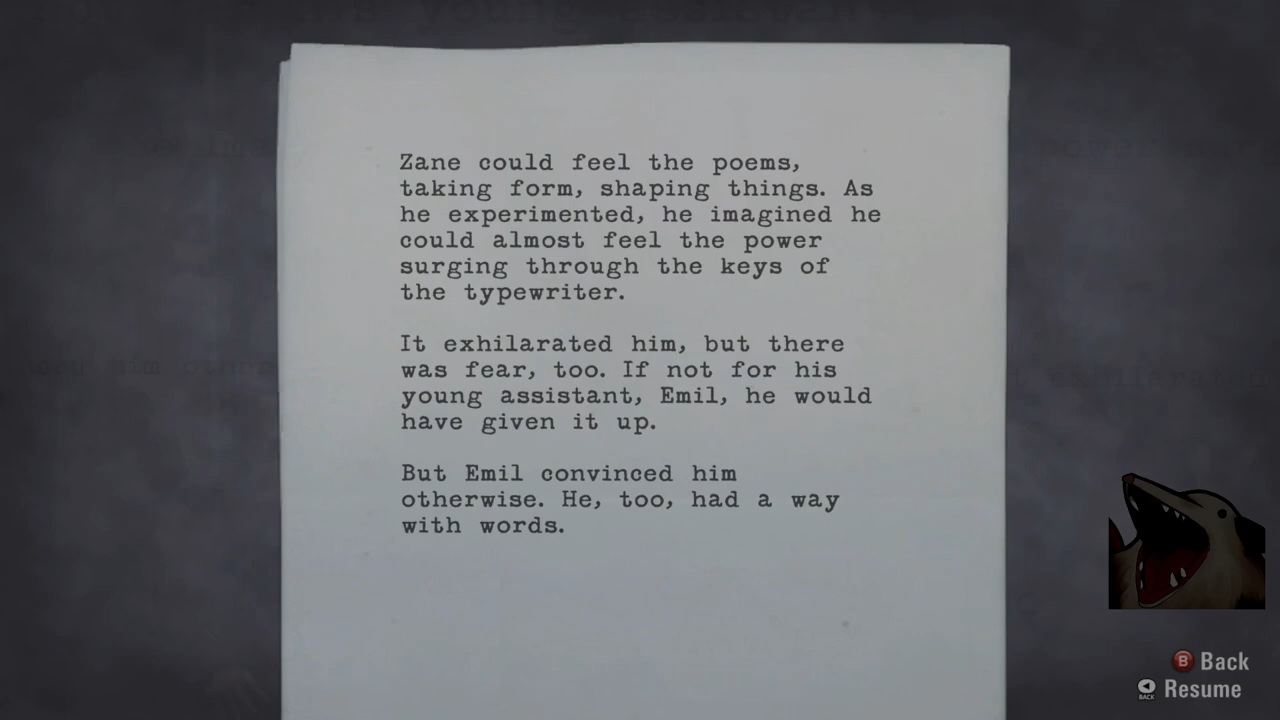 Zane could feel the poems,
taking form, shaping things. As
he experimented, he imagined he
could almost feel the power
surging through the keys of
the typewriter.
It exhilarated him, but there
was fear, too. If not for his
young assistant, Emil, he would
have given it up.
But Emil convinced him
otherwise. He, too, had a way
with words.
B Back
BACK Resume